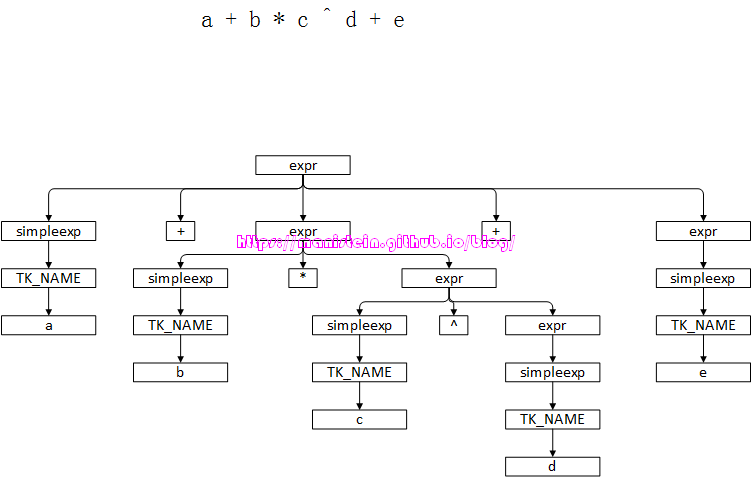 a + b * c ^ d + e
expr
simpleexp + expr + expr
https://manistein.github.io/blog/
TK_NAME simpleexp * expr simpleexp
a TK_NAME simpleexp ^ expr TK_NAME
b TK_NAME simpleexp e
c TK_NAME
d